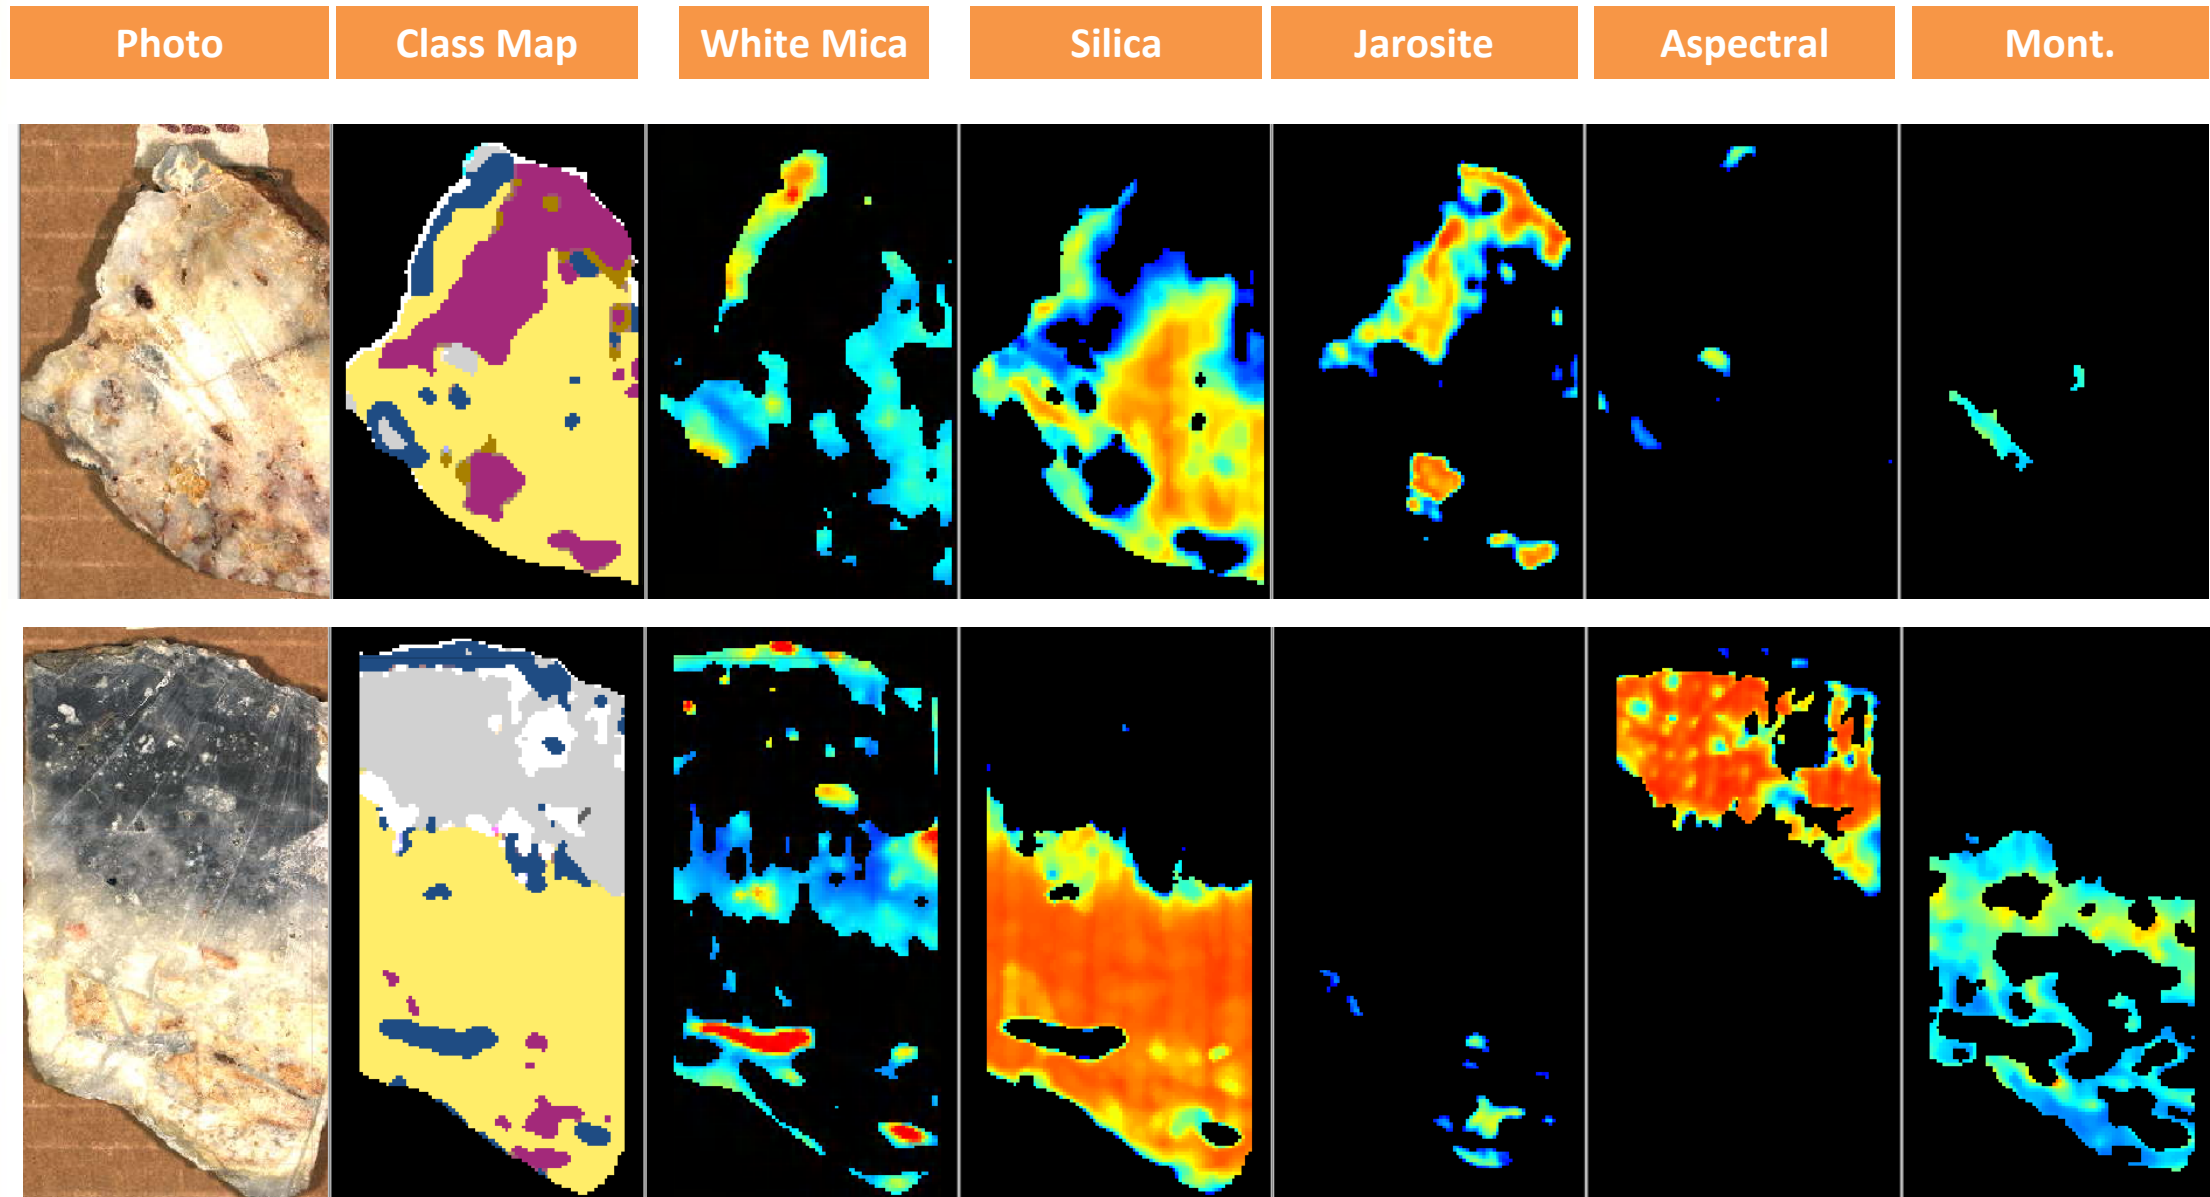 Photo
Class Map
White Mica
Silica
Jarosite
Aspectral
Mont.